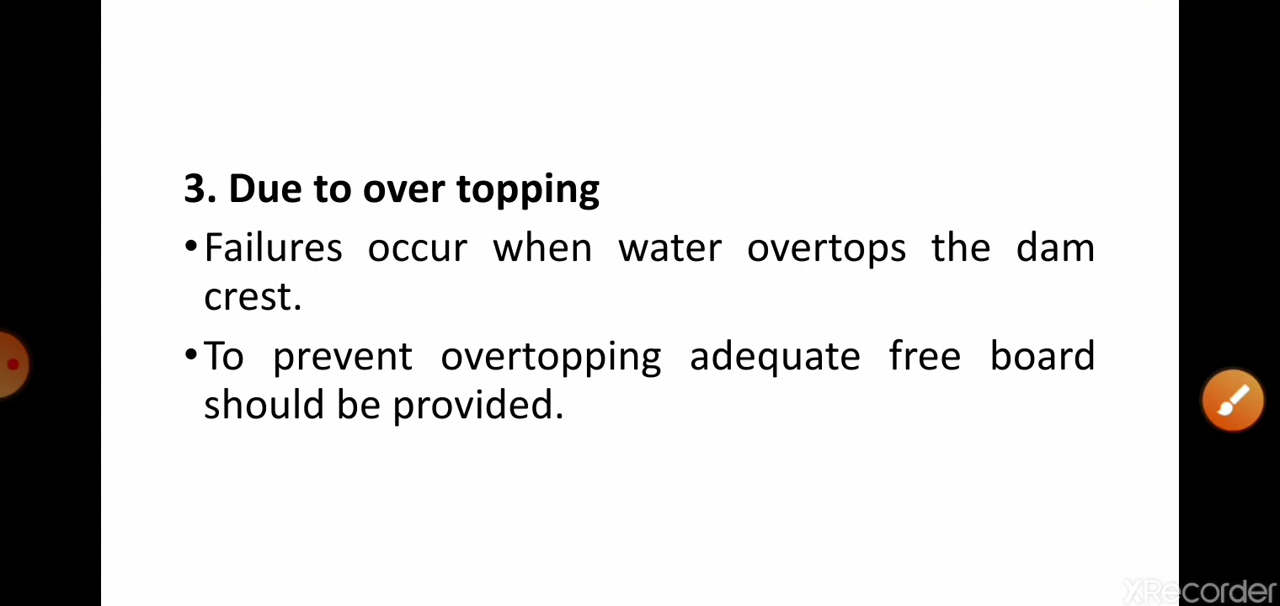 3. Due to over topping
•Failures occur when water overtops the dam
crest.
•To prevent overtopping adequate free board
should be provided.
XRecorder